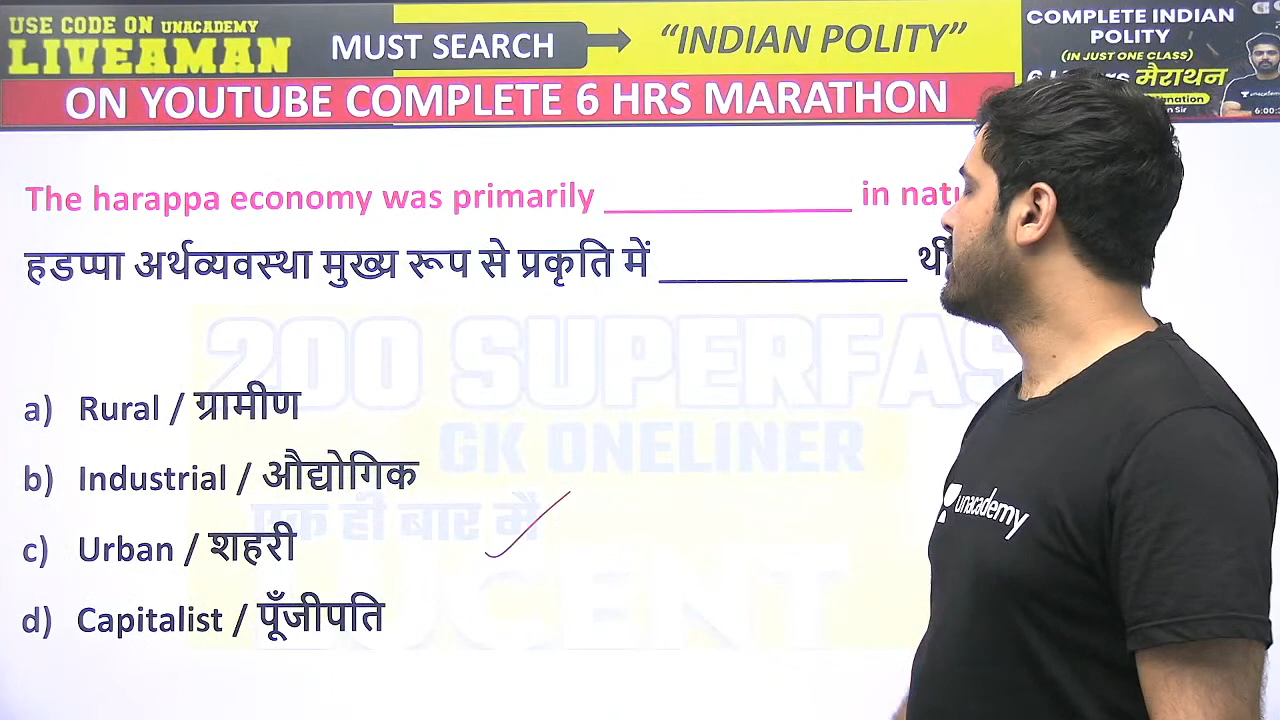 USE CODE ON UNACADEMY
LIVEAMAN
MUST SEARCH
“INDIAN POLITY”
ON YOUTUBE COMPLETE 6 HRS MARATHON
COMPLETE INDIAN
POLITY
(IN JUST ONE CLASS)
मैराथन
The harappa economy was primarily ______________ in natu
हडप्पा अर्थव्यवस्था मुख्य रूप से प्रकृति में ______________ थी
200 SUPERFAS
GK ONELINER
एक ही बार में
LUCENT
a) Rural / ग्रामीण
b) Industrial / औद्योगिक
c) Urban / शहरी
d) Capitalist / पूँजीपति
unacademy